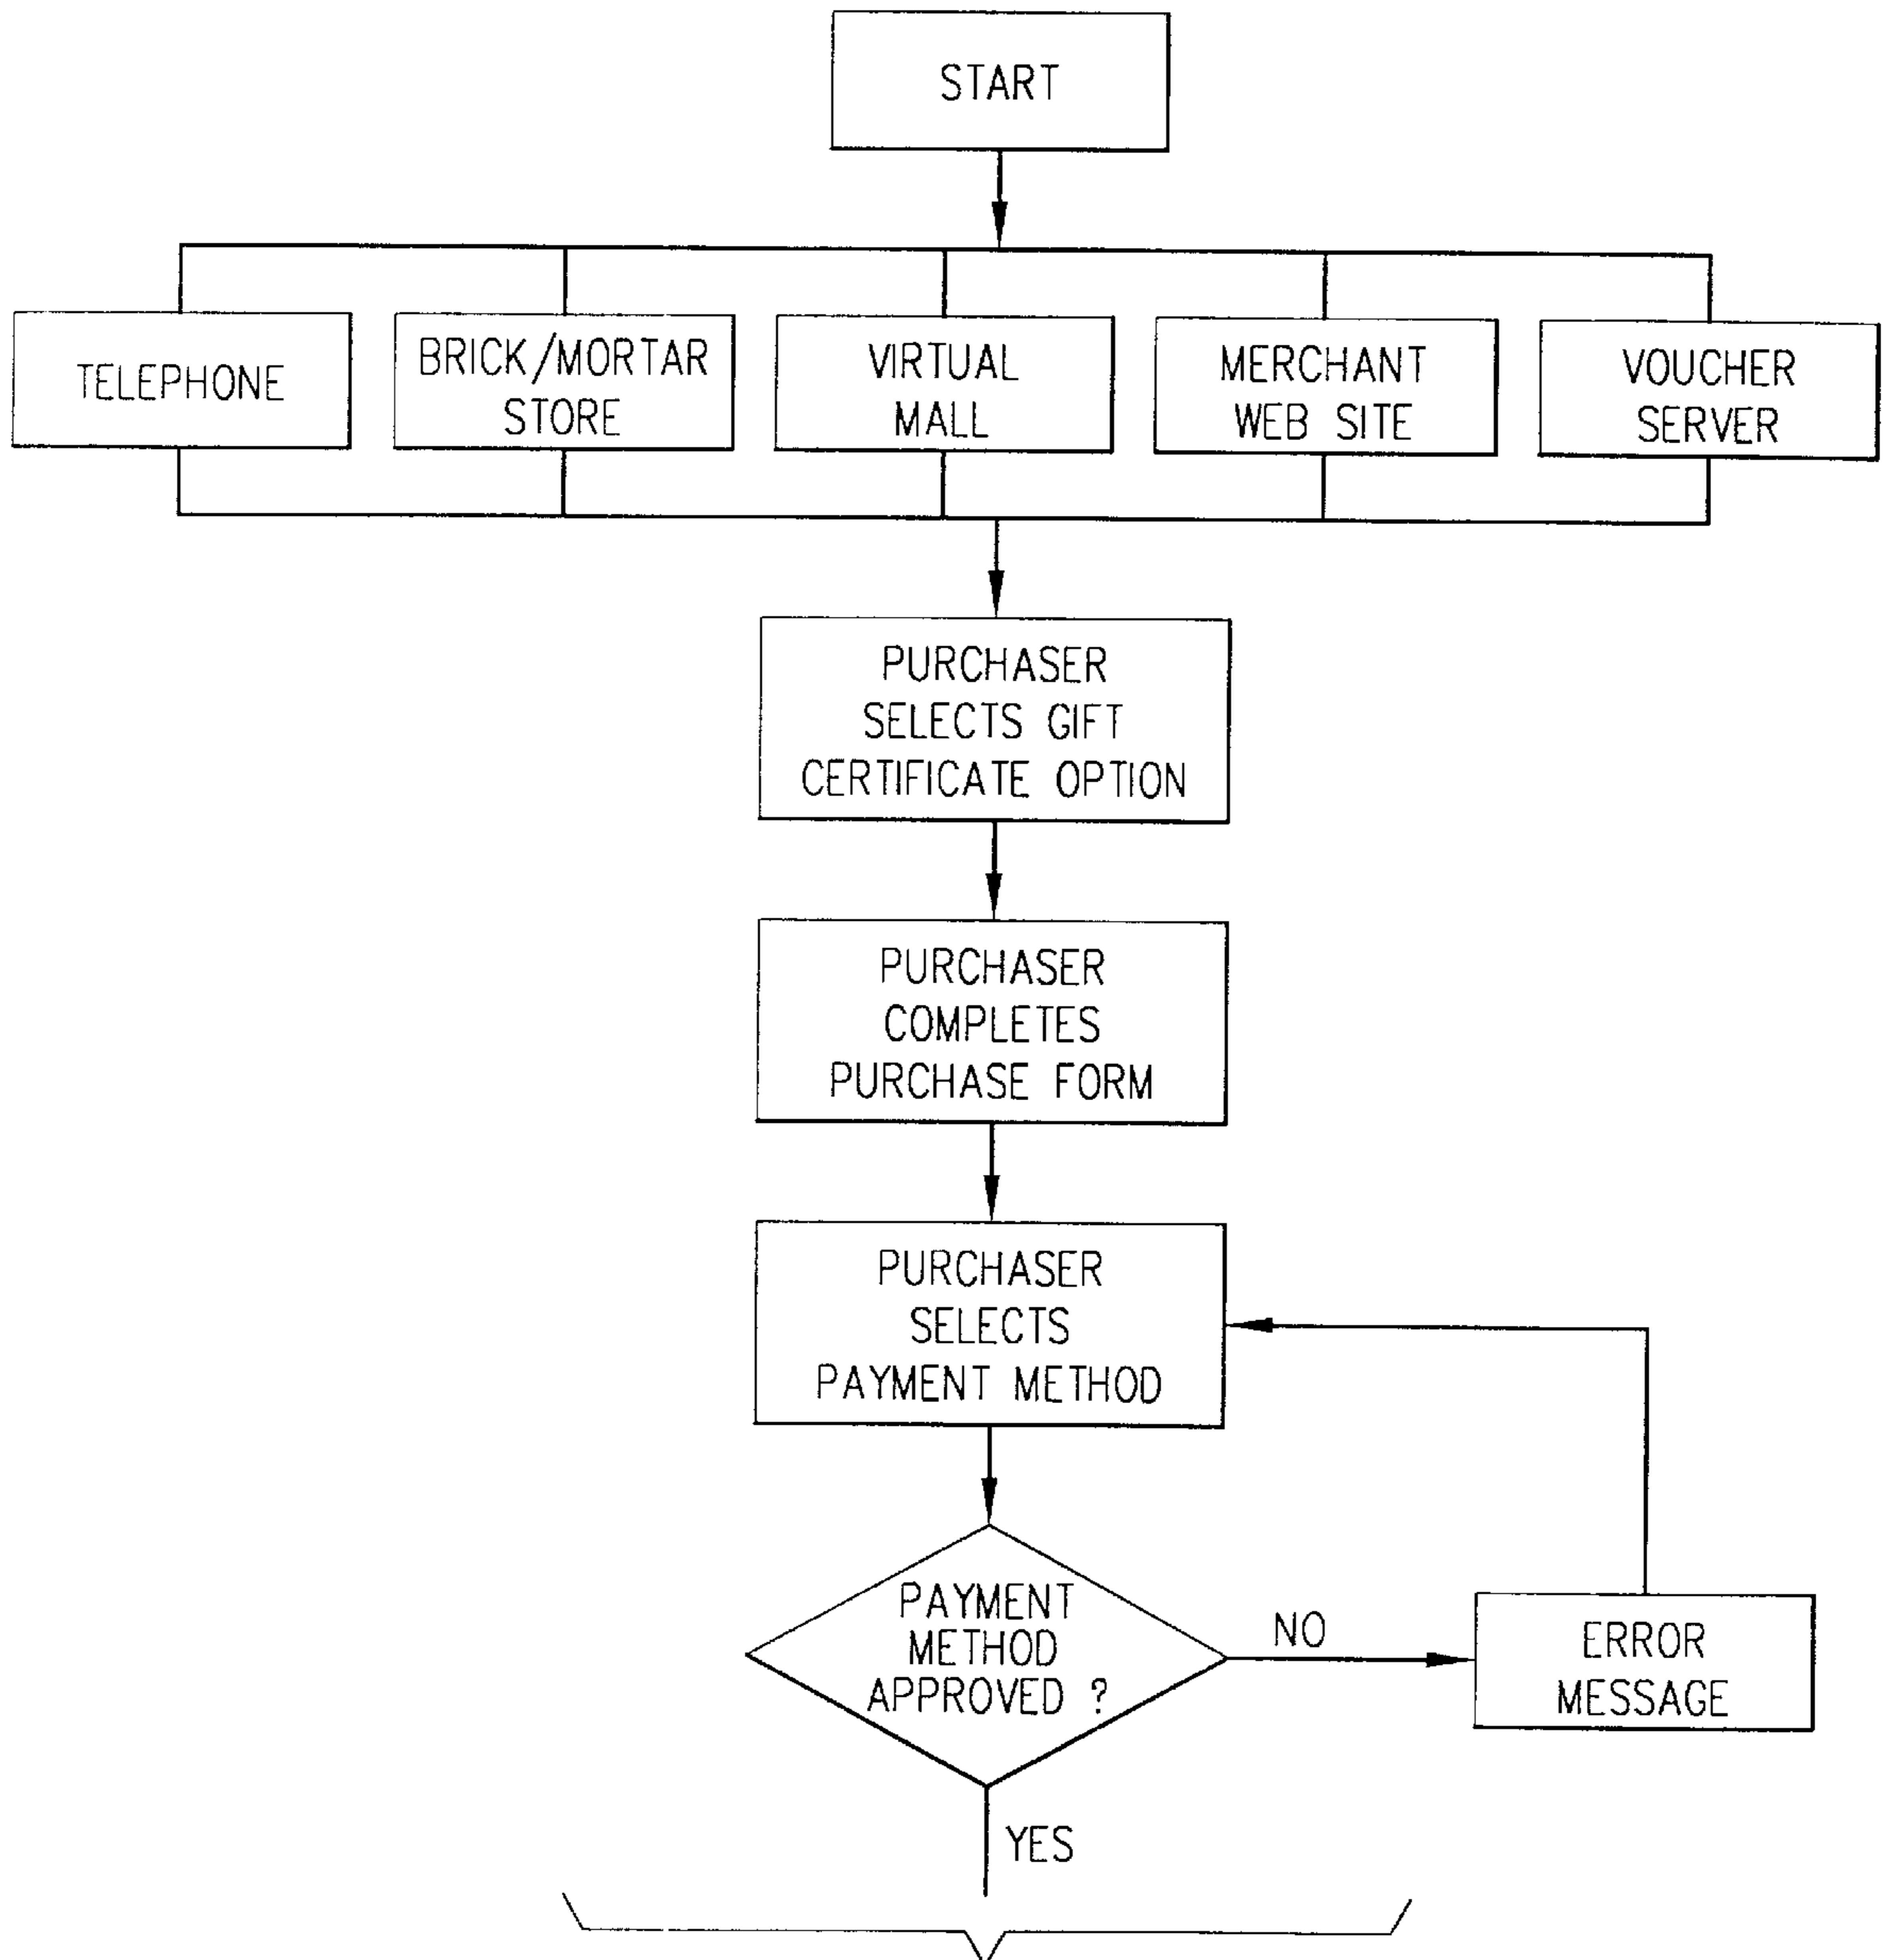 START
TELEPHONE
BRICK/MORTAR
STORE
VIRTUAL
MALL
MERCHANT
WEB SITE
VOUCHER
SERVER
PURCHASER
SELECTS GIFT
CERTIFICATE OPTION
PURCHASER
COMPLETES
PURCHASE FORM
PURCHASER
SELECTS
PAYMENT METHOD
PAYMENT
METHOD
APPROVED ?
NO
ERROR
MESSAGE
YES